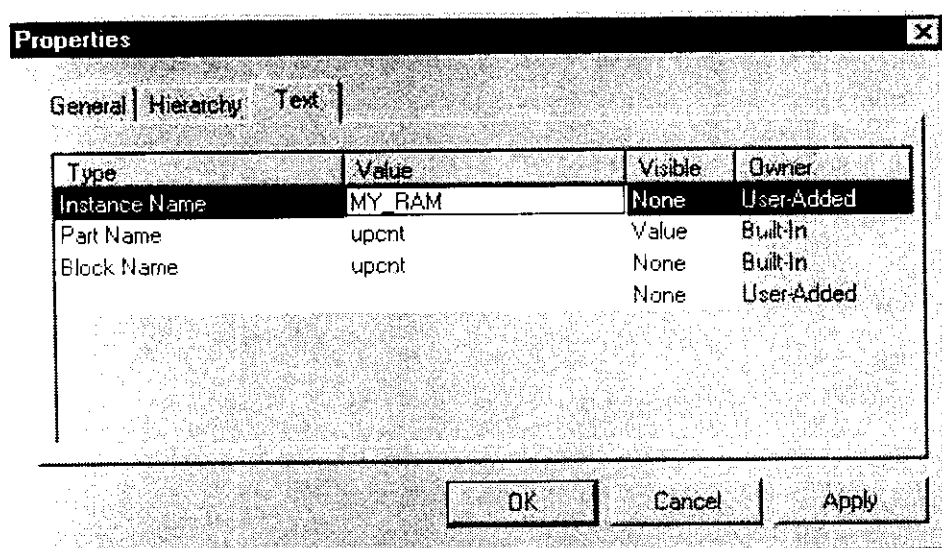 Properties
General Hierarchy Text
Type Value Visible Owner
Instance Name MY_RAM None User-Added
Part Name upcnt Value Built-In
Block Name upcnt None Built-In
None User-Added
OK Cancel Apply